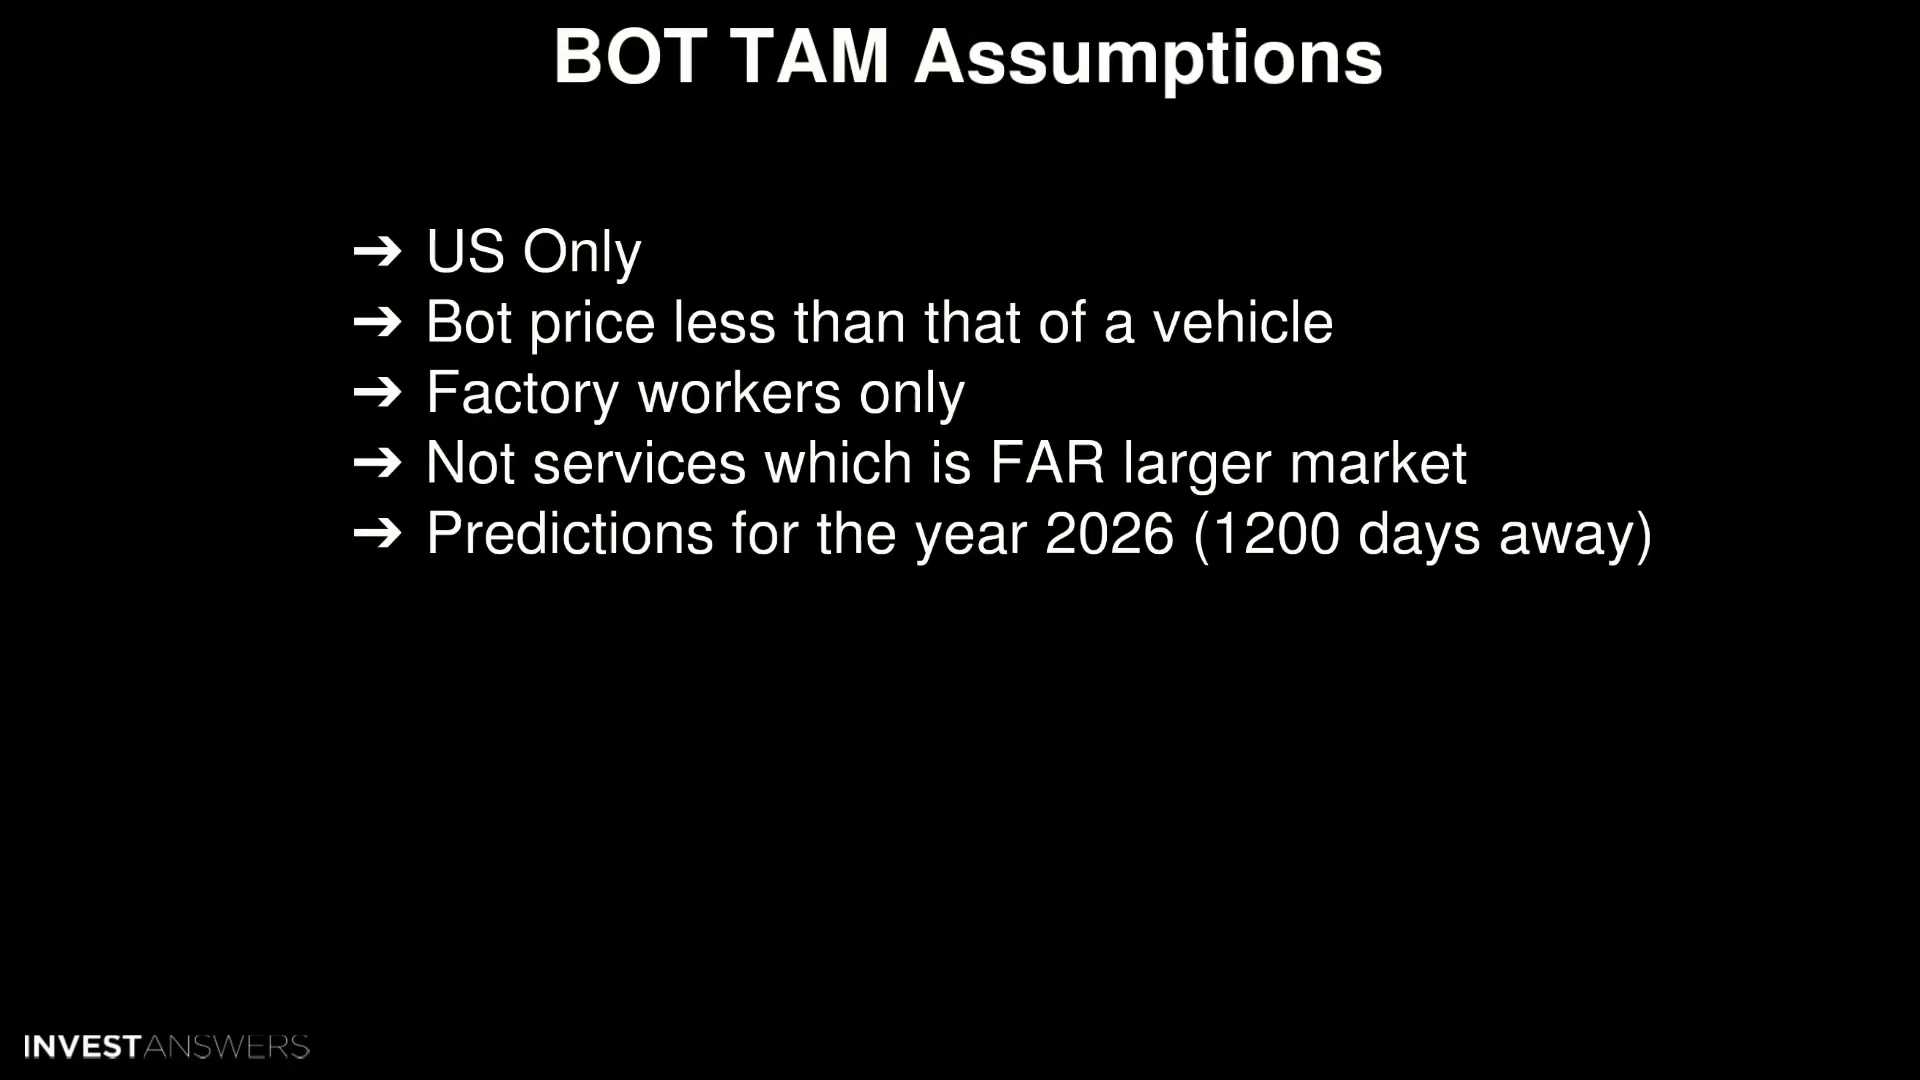 BOT TAM Assumptions
➔ US Only
➔ Bot price less than that of a vehicle
➔ Factory workers only
➔ Not services which is FAR larger market
➔ Predictions for the year 2026 (1200 days away)
INVESTANSWERS